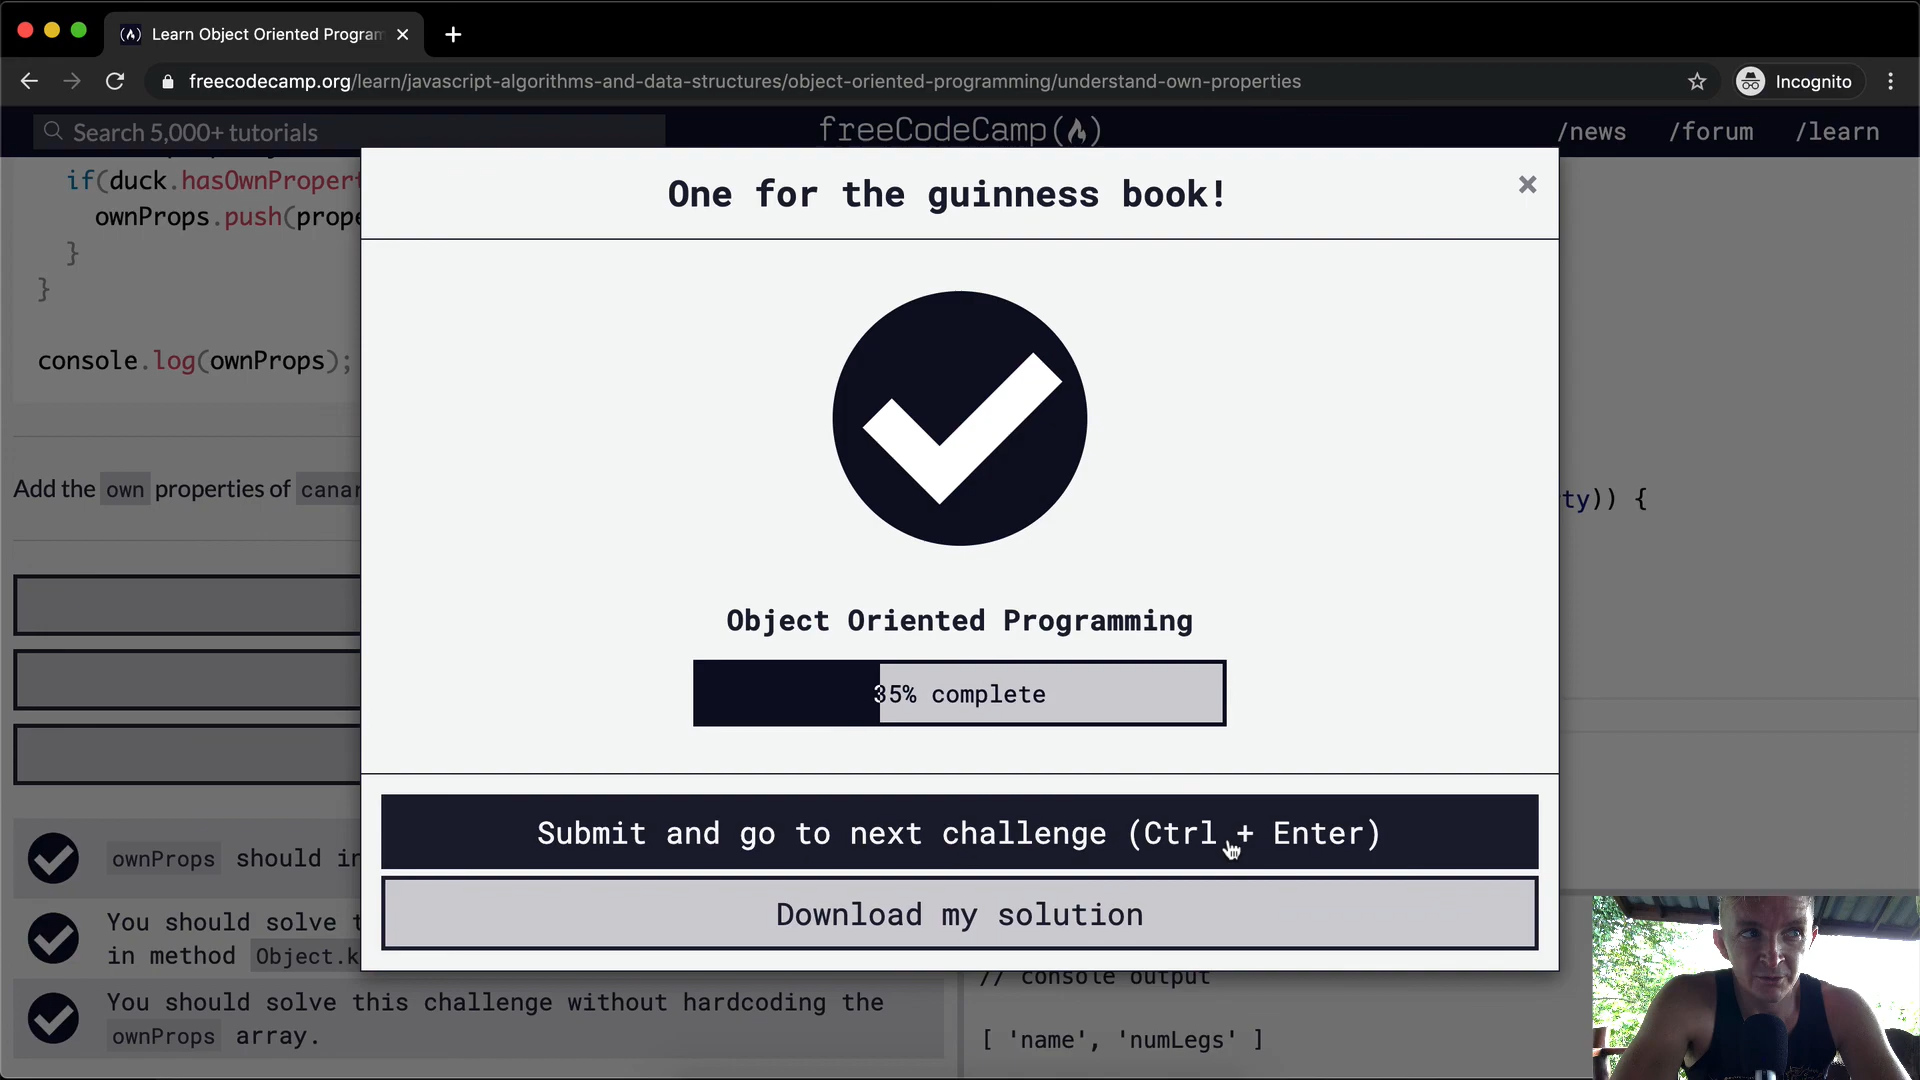 Learn Object Oriented Program
freecodecamp.org/learn/javascript-algorithms-and-data-structures/object-oriented-programming/understand-own-properties
Incognito
Search 5,000+ tutorials
freeCodeCamp
/news /forum /learn
if(duck.hasOwnPropert
ownProps.push(prope
}
}
console.log(ownProps);
Add the own properties of canar
ownProps should in
You should solve t
in method Object.k
You should solve this challenge without hardcoding the
ownProps array.
One for the guinness book!
×
Object Oriented Programming
35% complete
Submit and go to next challenge (Ctrl + Enter)
Download my solution
ty)) {
// console output
[ 'name', 'numLegs' ]